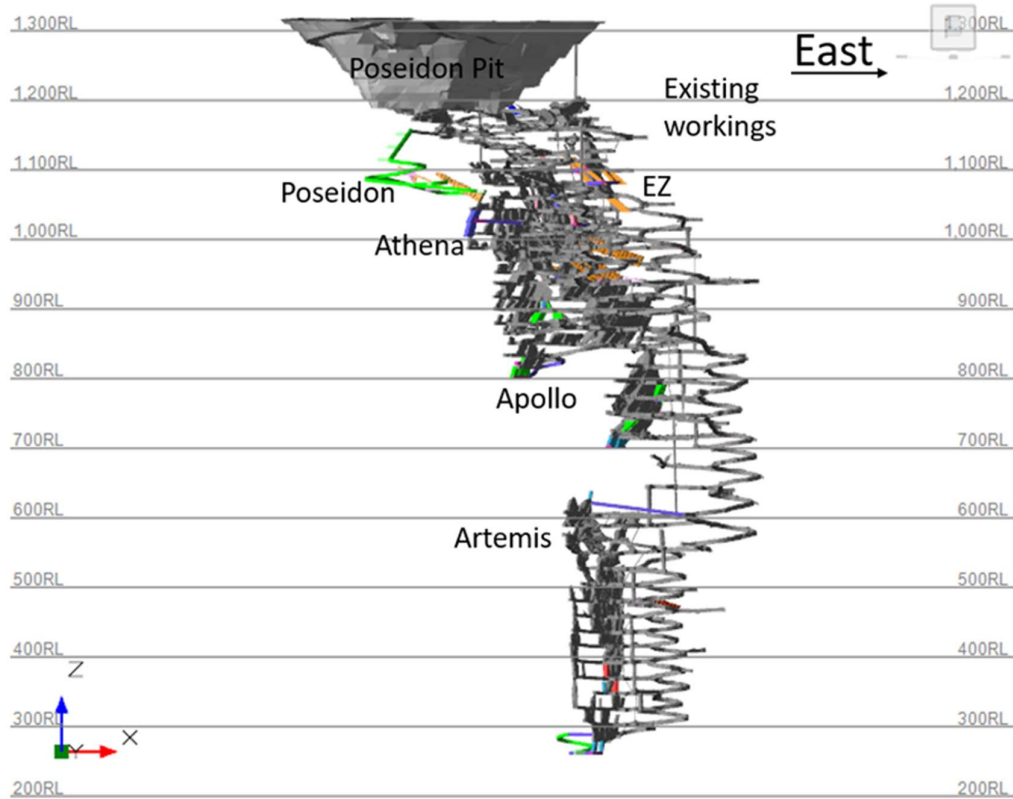 1,300RL 1,300RL
East
Poseidon Pit
Existing
workings
1,200RL 1,200RL
1,100RL 1,100RL
Poseidon
EZ
1,000RL 1,000RL
Athena
900RL 900RL
800RL 800RL
Apollo
700RL 700RL
600RL 600RL
Artemis
500RL 500RL
400RL 400RL
Z
300RL 300RL
Y X
200RL 200RL